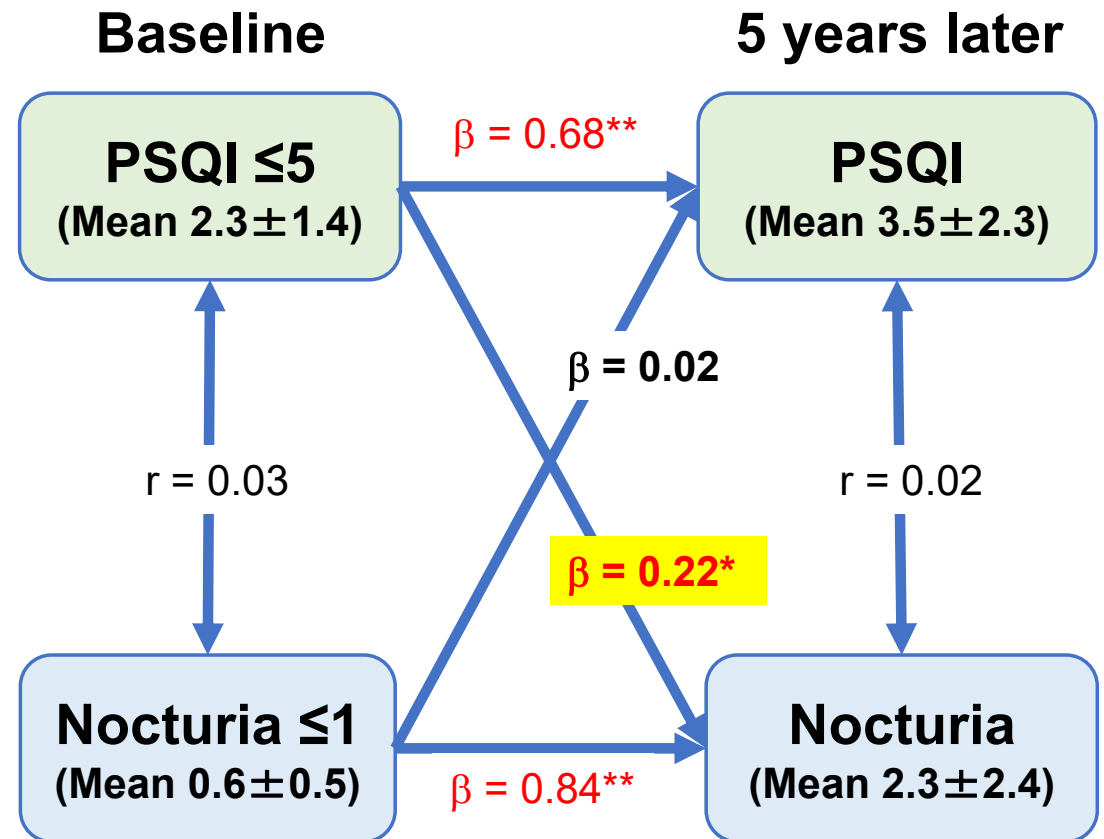 Baseline
5 years later
PSQI ≤5
(Mean 2.3±1.4)
β = 0.68**
PSQI
(Mean 3.5±2.3)
β = 0.02
r = 0.03
r = 0.02
β = 0.22*
Nocturia ≤1
(Mean 0.6±0.5)
β = 0.84**
Nocturia
(Mean 2.3±2.4)